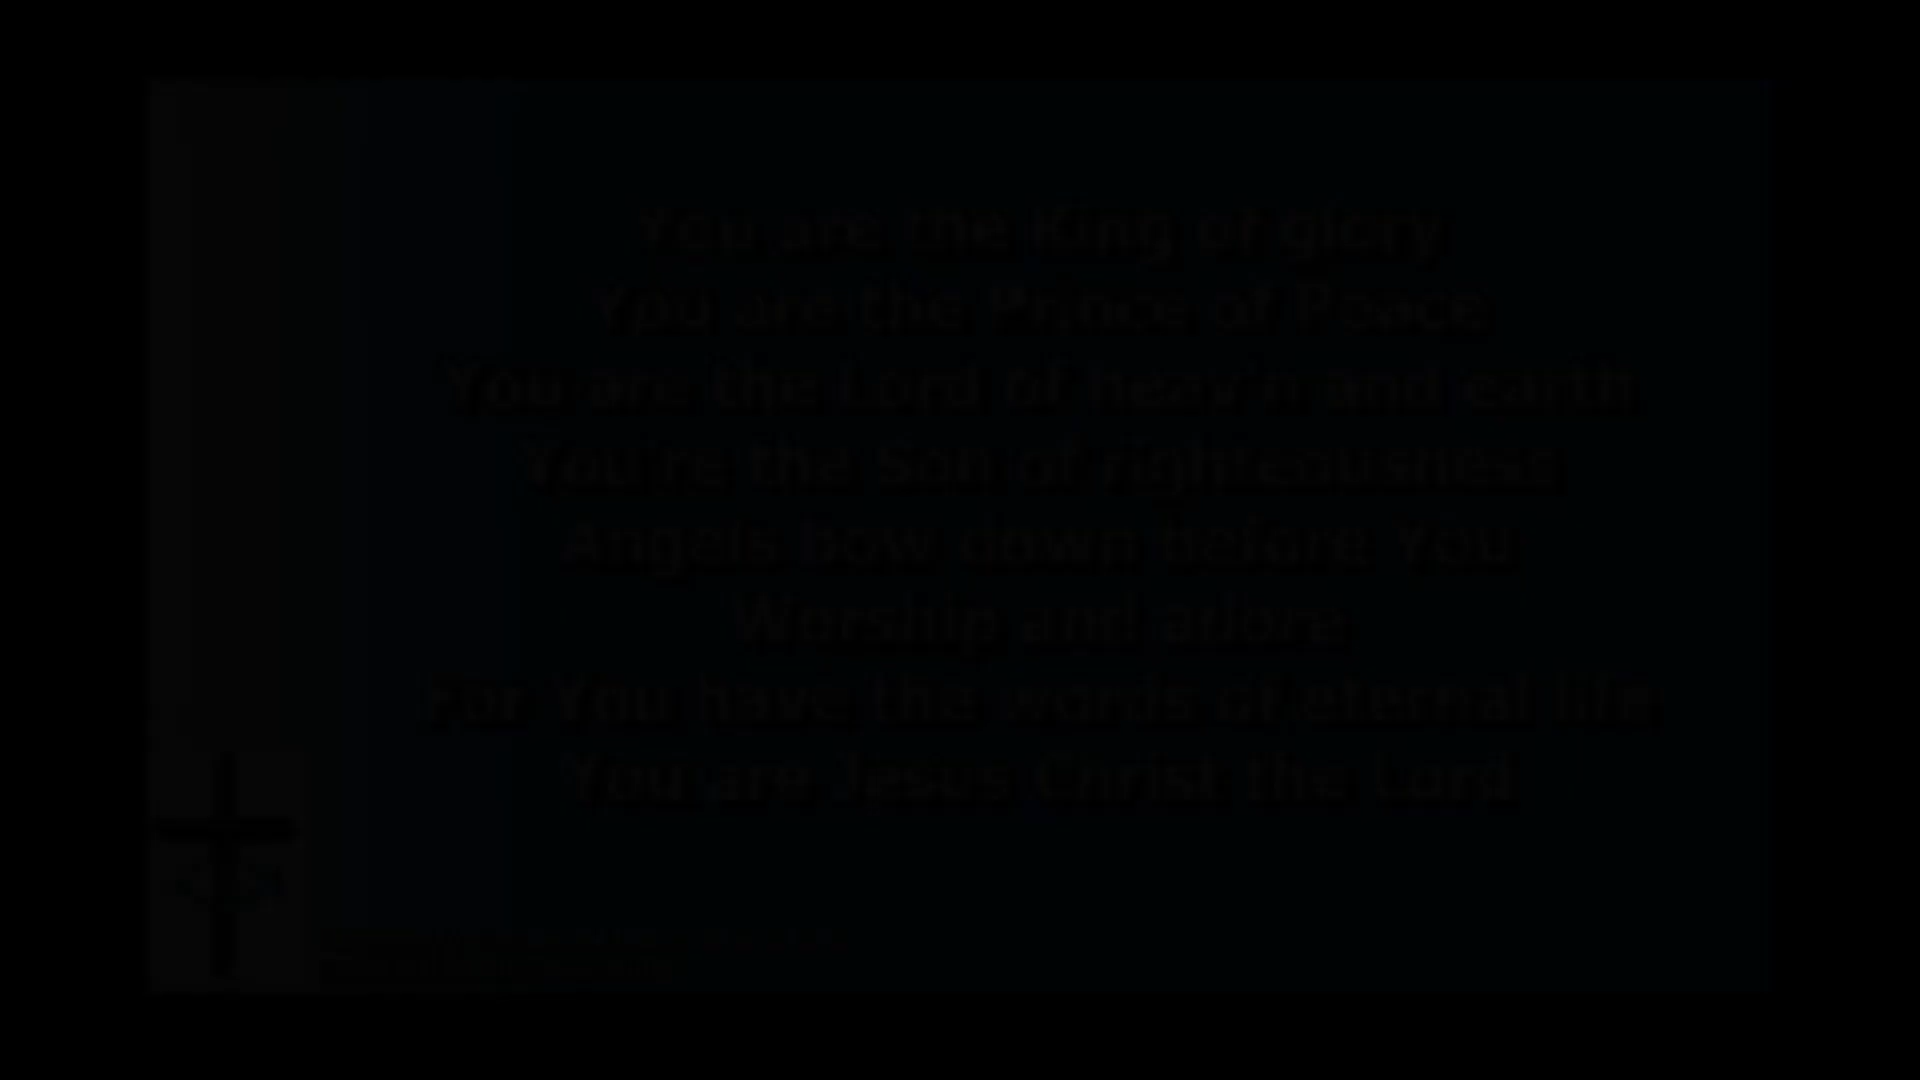 You are the King of glory
You are the Prince of Peace
You are the Lord of heav'n and earth
You're the Son of righteousness
Angels bow down before You
Worship and adore
For You have the words of eternal life
You are Jesus Christ the Lord